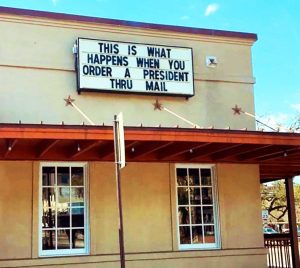 THIS IS WHAT
HAPPENS WHEN YOU
ORDER A PRESIDENT
THRU MAIL